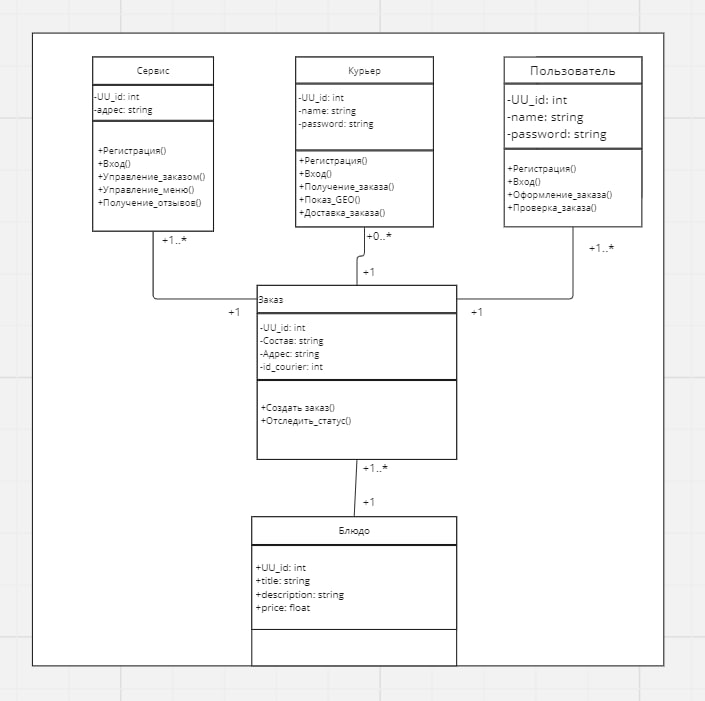 Сервис
-UU_id: int
-адрес: string
+Регистрация()
+Вход()
+Управление_заказом()
+Управление_меню()
+Получение_отзывов()
+1..*
Курьер
-UU_id: int
-name: string
-password: string
+Регистрация()
+Вход()
+Получение_заказа()
+Показ_GEO()
+Доставка_заказа()
+0..*
Пользователь
-UU_id: int
-name: string
-password: string
+Регистрация()
+Вход()
+Оформление_заказа()
+Проверка_заказа()
+1..*
+1
+1
+1
Заказ
-UU_id: int
-Состав: string
-Адрес: string
-id_courier: int
+Создать заказ()
+Отследить_статус()
+1..*
+1
Блюдо
+UU_id: int
+title: string
+description: string
+price: float